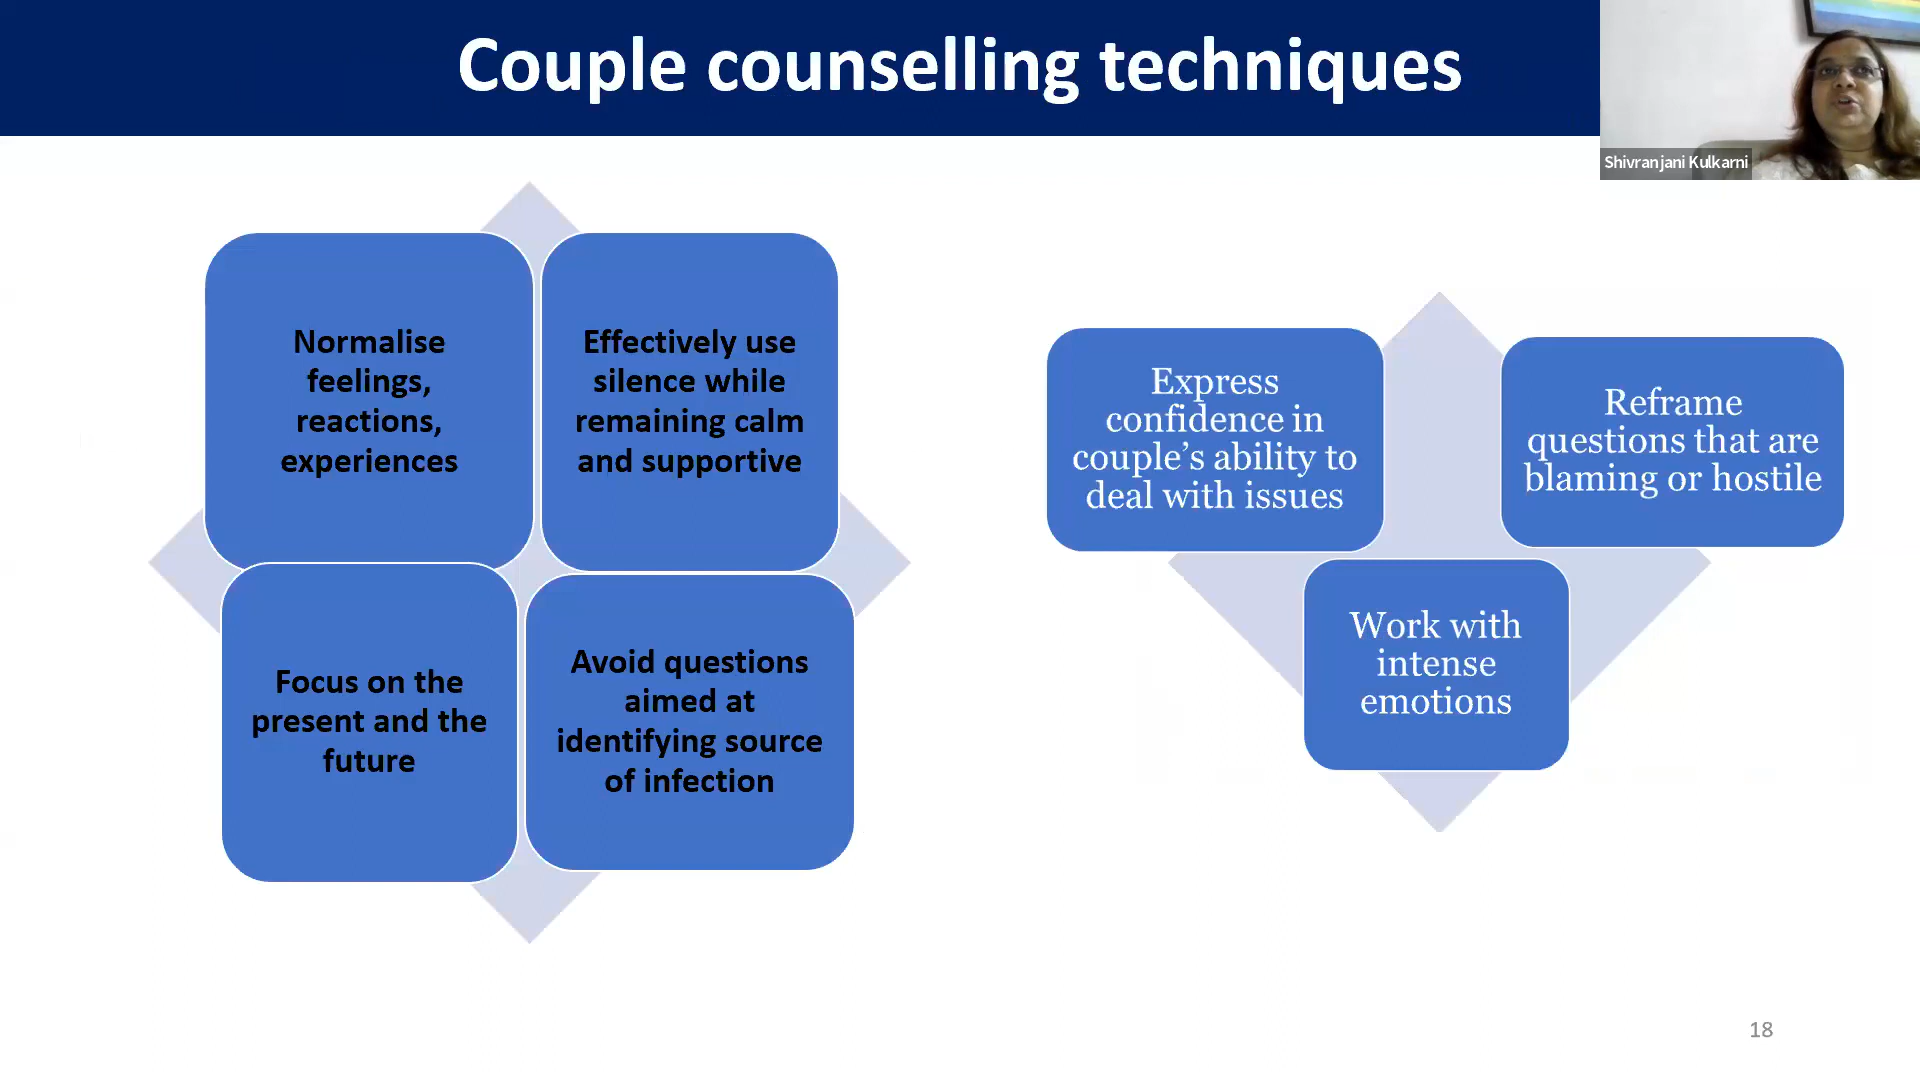 Couple counselling techniques
Shivranjani Kulkarni
Normalise
feelings,
reactions,
experiences
Effectively use
silence while
remaining calm
and supportive
Focus on the
present and the
future
Avoid questions
aimed at
identifying source
of infection
Express
confidence in
couple’s ability to
deal with issues
Reframe
questions that are
blaming or hostile
Work with
intense
emotions
18